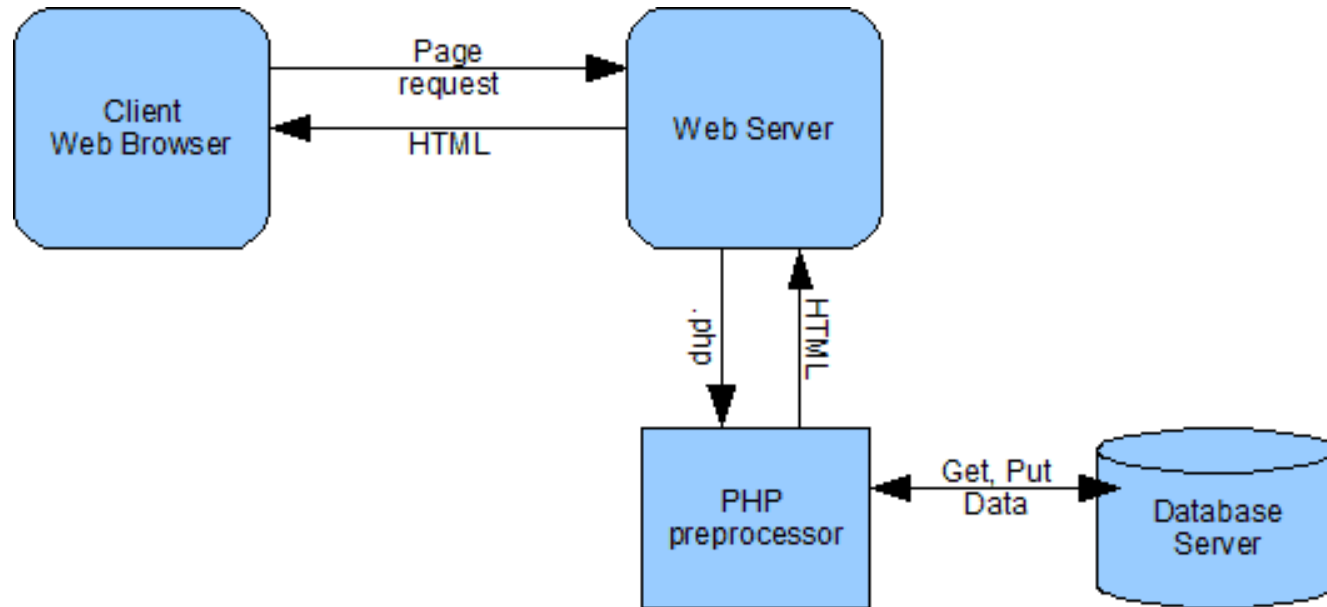 Client
Web Browser
Page
request
HTML
Web Server
.php
HTML
PHP
preprocessor
Get, Put
Data
Database
Server